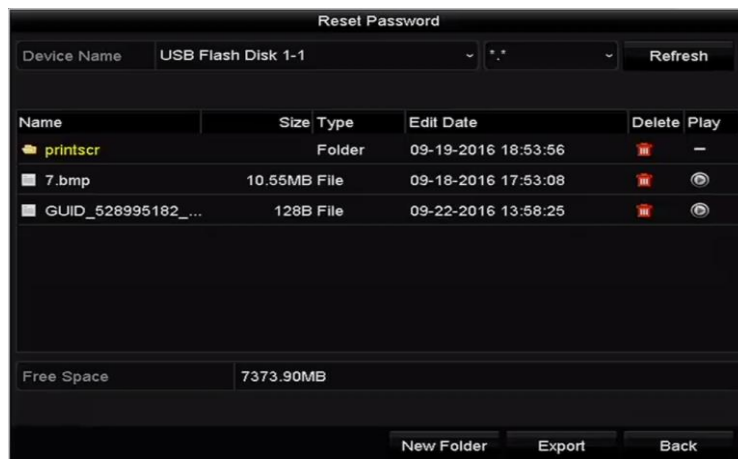 Reset Password
Device Name USB Flash Disk 1-1 *.* Refresh
Name Size Type Edit Date Delete Play
printscr Folder 09-19-2016 18:53:56 –
7.bmp 10.55MB File 09-18-2016 17:53:08
GUID_528995182_... 128B File 09-22-2016 13:58:25
Free Space 7373.90MB
New Folder Export Back